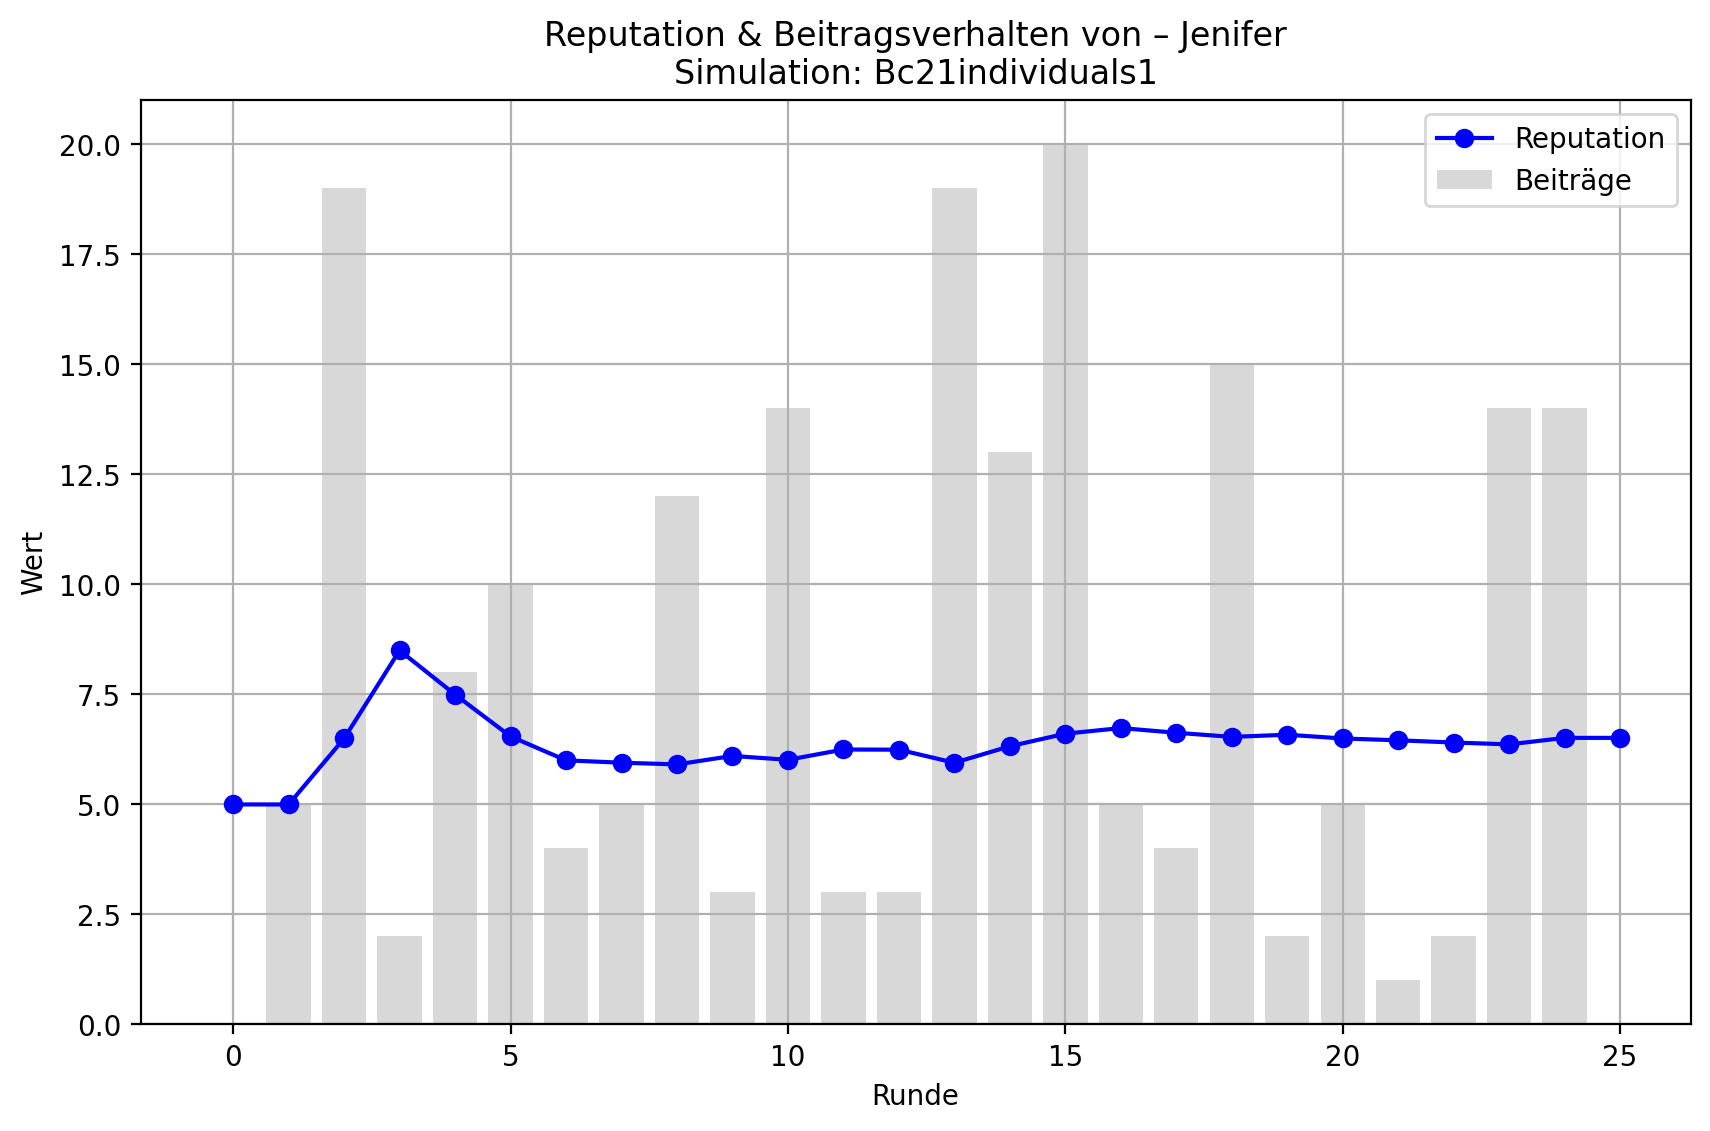 Reputation & Beitragsverhalten von – Jenifer
Simulation: Bc21individuals1
Reputation
Beiträge
Wert
20.0
17.5
15.0
12.5
10.0
7.5
5.0
2.5
0.0
0 5 10 15 20 25
Runde